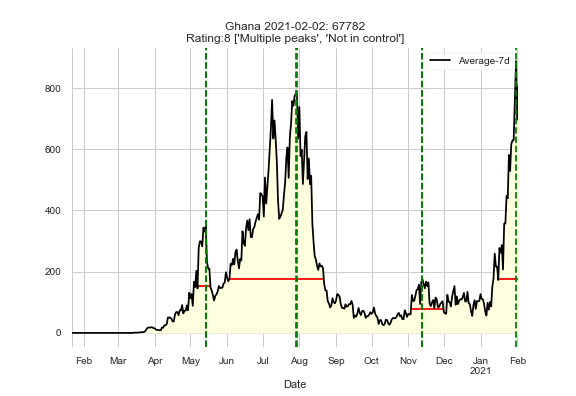 Ghana 2021-02-02: 67782
Rating:8 ['Multiple peaks', 'Not in control']
Average-7d
800
600
400
200
0
Feb Mar Apr May Jun Jul Aug Sep Oct Nov Dec Jan Feb
2021
Date